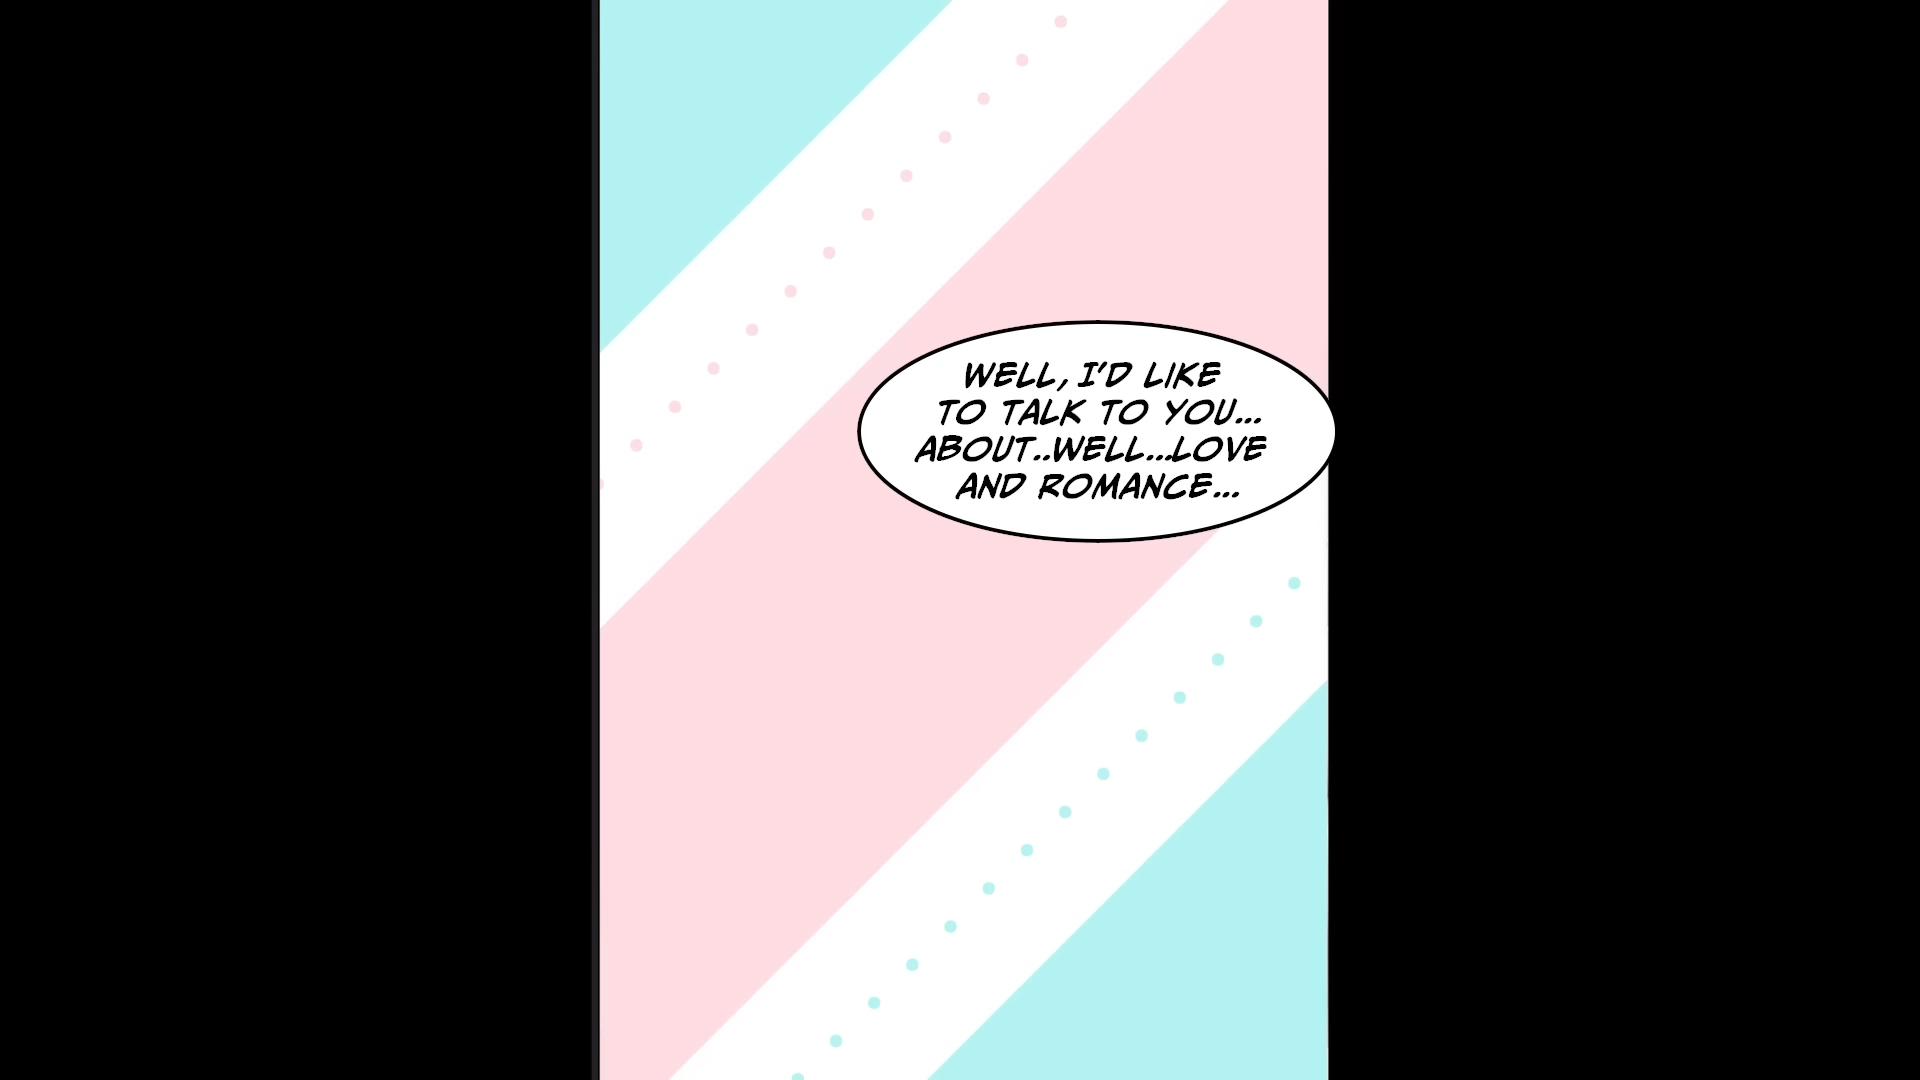 WELL, I'D LIKE
TO TALK TO YOU...
ABOUT..WELL...LOVE
AND ROMANCE...